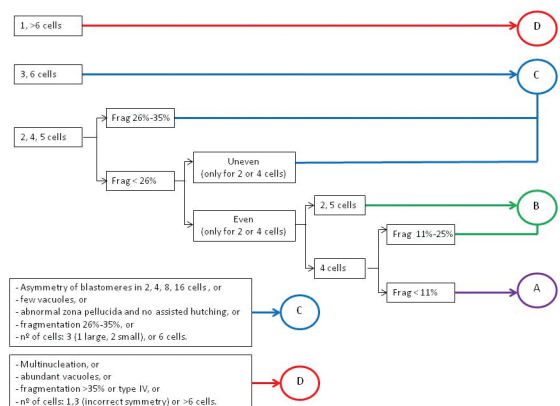 1, >6 cells
D
3, 6 cells
C
Frag 26%-35%
2, 4, 5 cells
Uneven
(only for 2 or 4 cells)
Frag < 26%
Even
(only for 2 or 4 cells)
2, 5 cells
B
Frag 11%-25%
4 cells
Frag < 11%
A
- Asymmetry of blastomeres in 2, 4, 8, 16 cells , or
- few vacuoles, or
- abnormal zona pellucida and no assisted hutching, or
- fragmentation 26%-35%, or
- nº of cells: 3 (1 large, 2 small), or 6 cells.
C
- Multinucleation, or
- abundant vacuoles, or
- fragmentation >35% or type IV, or
- nº of cells: 1,3 (incorrect symmetry) or >6 cells.
D